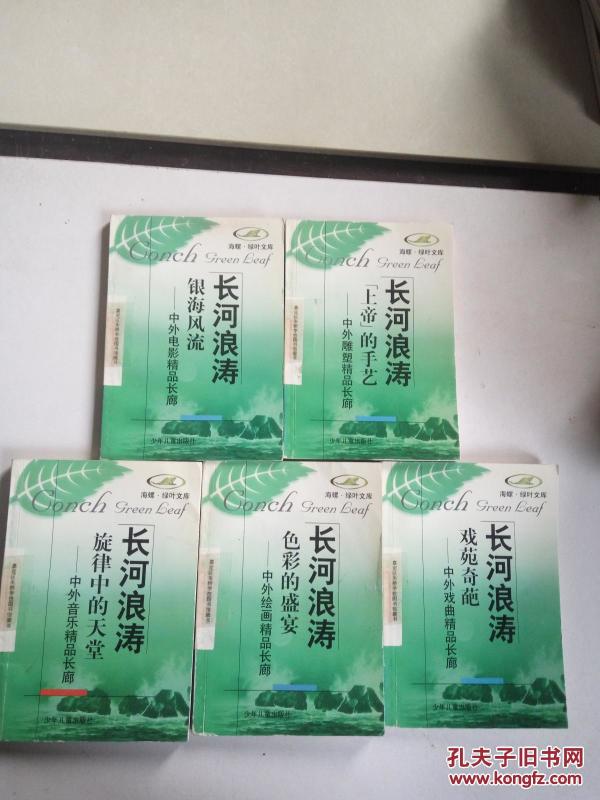 海螺·绿叶文库
Conch Green Leaf
长河浪涛
银海风流
——中外电影精品长廊
少年儿童出版社
海螺·绿叶文库
Conch Green Leaf
长河浪涛
「上帝」的手艺
——中外雕塑精品长廊
少年儿童出版社
海螺·绿叶文库
Conch Green Leaf
长河浪涛
旋律中的天堂
——中外音乐精品长廊
少年儿童出版社
海螺·绿叶文库
Conch Green Leaf
长河浪涛
色彩的盛宴
——中外绘画精品长廊
少年儿童出版社
海螺·绿叶文库
Conch Green Leaf
长河浪涛
戏苑奇葩
——中外戏曲精品长廊
少年儿童出版社
孔夫子旧书网
www.kongfz.com